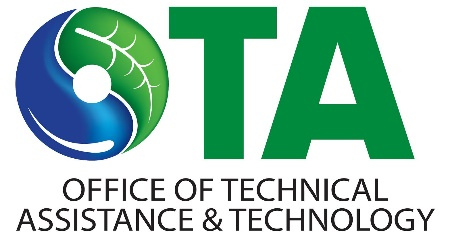 OTA
OFFICE OF TECHNICAL
ASSISTANCE & TECHNOLOGY